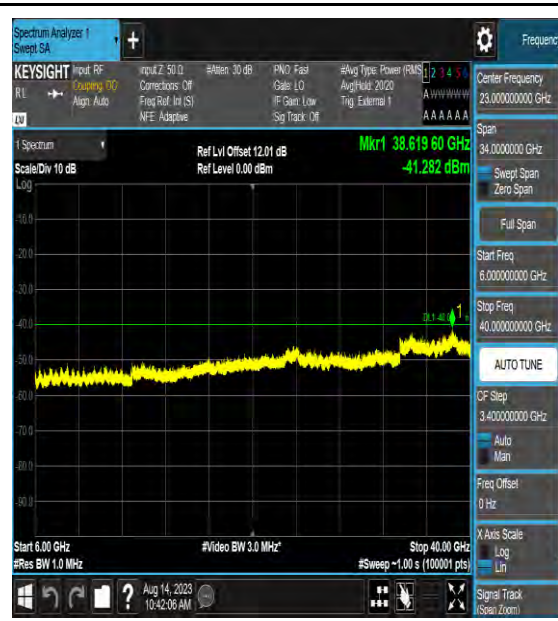 Spectrum Analyzer 1
Swept SA
Frequenc
KEYSIGHT Input: RF
RL
Coupling: DC
Align: Auto
LV
Input Z: 50 Ω
Corrections: Off
Freq Ref: Int (S)
NFE: Adaptive
#Atten: 30 dB
PNO: Fast
Gate: LO
IF Gain: Low
Sig Track: Off
#Avg Type: Power (RMS
Avg|Hold: 20/20
Trig: External 1
1 2 3 4 5 6
A W W W W W
A A A A A A
1 Spectrum
Scale/Div 10 dB
Ref Lvl Offset 12.01 dB
Ref Level 0.00 dBm
Mkr1 38.619 60 GHz
-41.282 dBm
Log
-10.0
-20.0
-30.0
-40.0
-50.0
-60.0
-70.0
-80.0
-90.0
1
Start 6.00 GHz
#Res BW 1.0 MHz
#Video BW 3.0 MHz*
Stop 40.00 GHz
#Sweep ~1.00 s (100001 pts)
Aug 14, 2023
10:42:06 AM
Center Frequency
23.000000000 GHz
Span
34.0000000 GHz
Swept Span
Zero Span
Full Span
Start Freq
6.000000000 GHz
Stop Freq
40.000000000 GHz
AUTO TUNE
CF Step
3.400000000 GHz
Auto
Man
Freq Offset
0 Hz
X Axis Scale
Log
Lin
Signal Track
(Span Zoom)